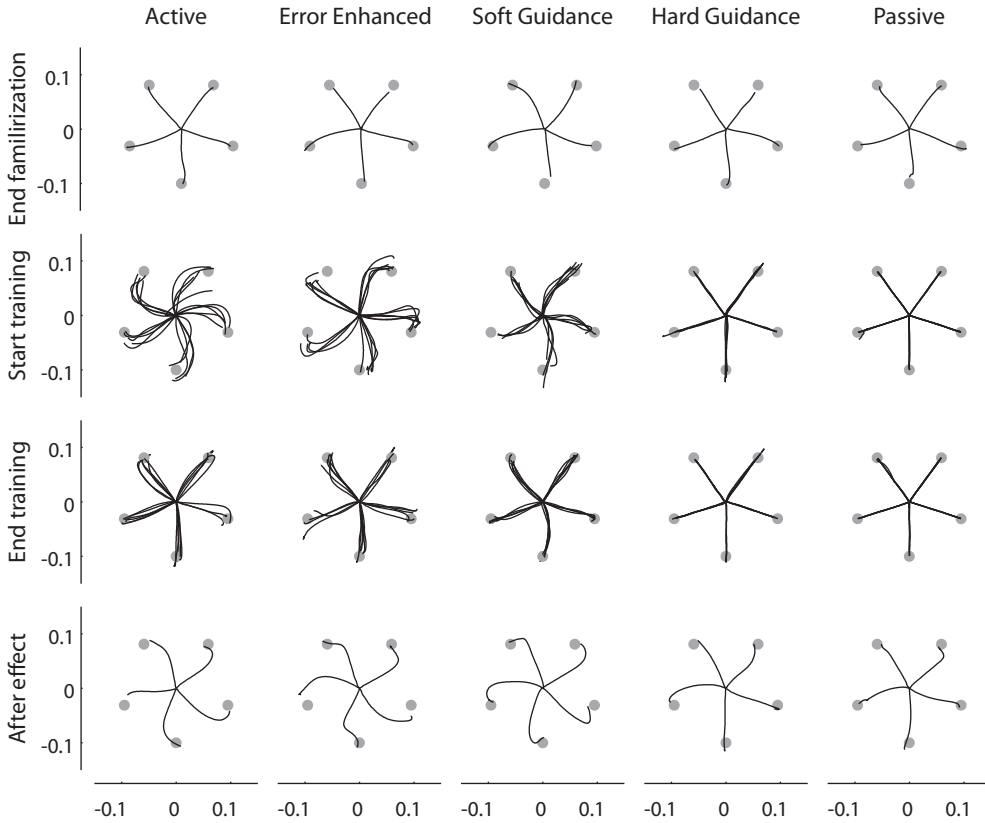 Active Error Enhanced Soft Guidance Hard Guidance Passive
End familirization
0.1
0
-0.1
Start training
0.1
0
-0.1
End training
0.1
0
-0.1
After effect
0.1
0
-0.1
-0.1 0 0.1 -0.1 0 0.1 -0.1 0 0.1 -0.1 0 0.1 -0.1 0 0.1